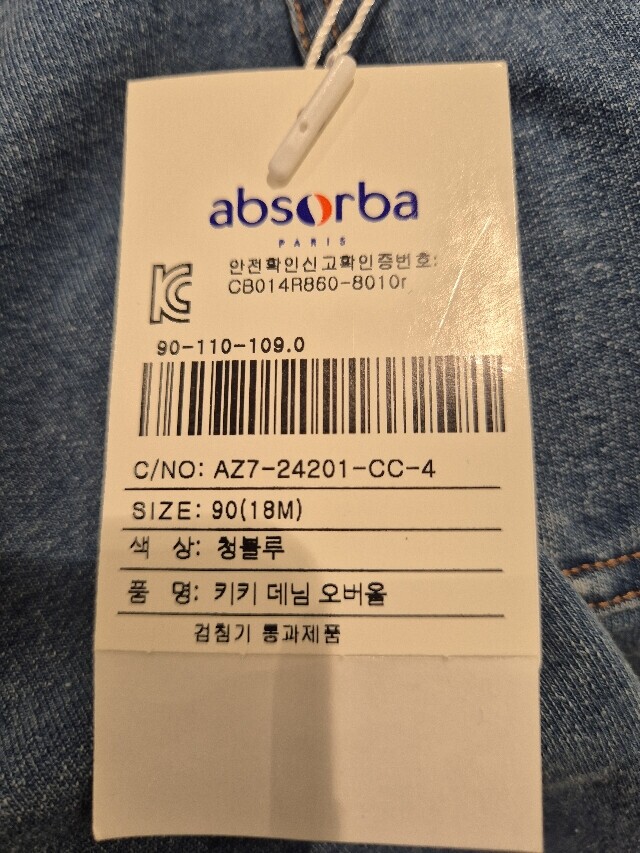 absorba
PARIS
안전확인신고확인증번호:
CB014R860-8010r
90-110-109.0
C/NO: AZ7-24201-CC-4
SIZE: 90(18M)
색 상: 청블루
품 명: 키키 데님 오버올
검침기 통과제품